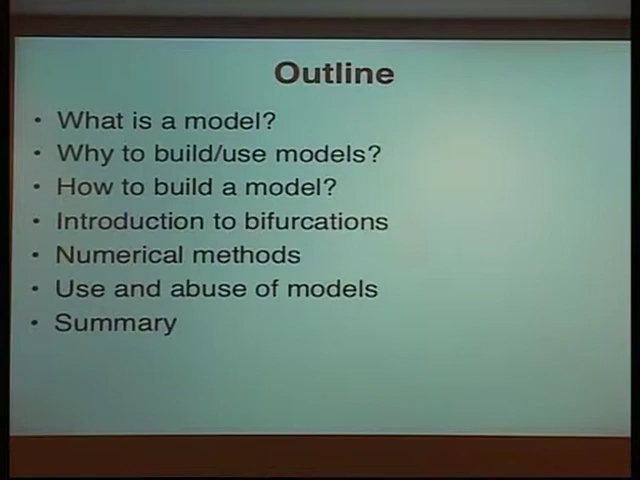 Outline
• What is a model?
• Why to build/use models?
• How to build a model?
• Introduction to bifurcations
• Numerical methods
• Use and abuse of models
• Summary